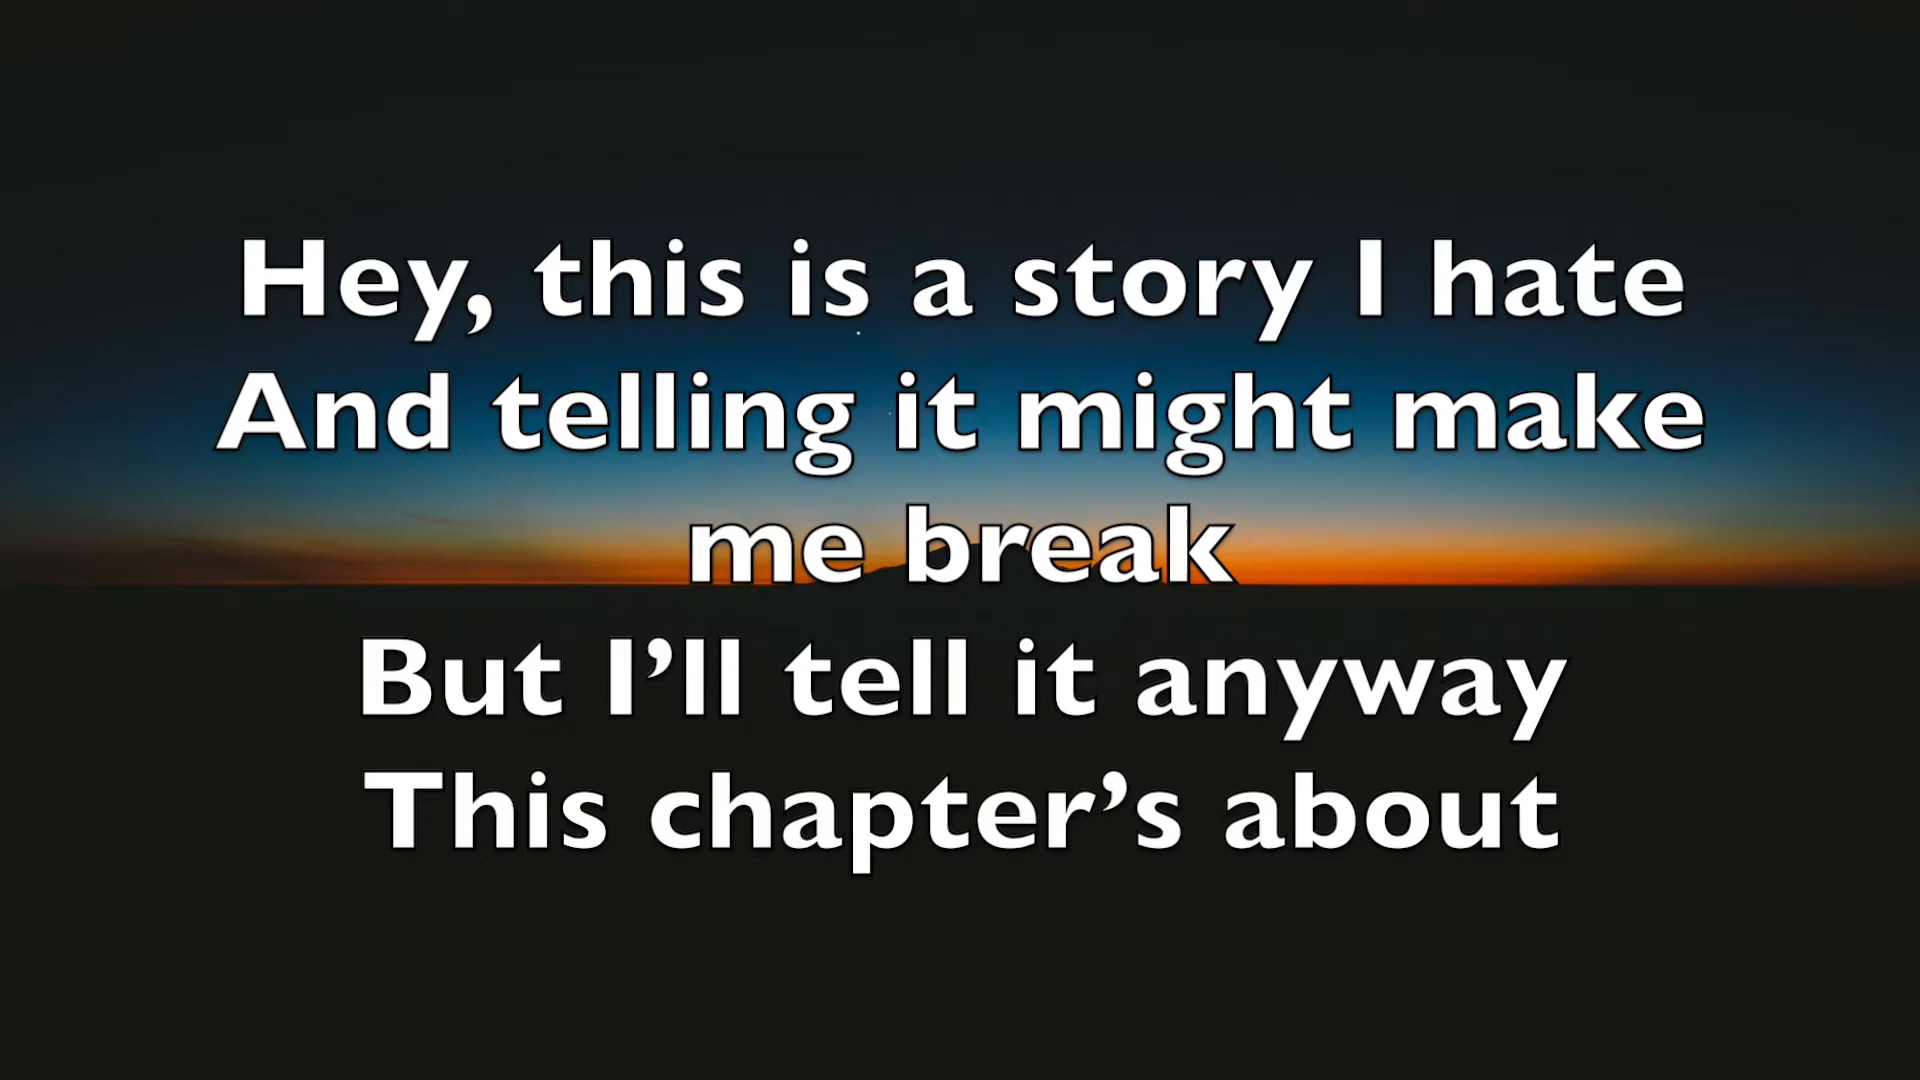 Hey, this is a story I hate
And telling it might make
me break
But I’ll tell it anyway
This chapter’s about